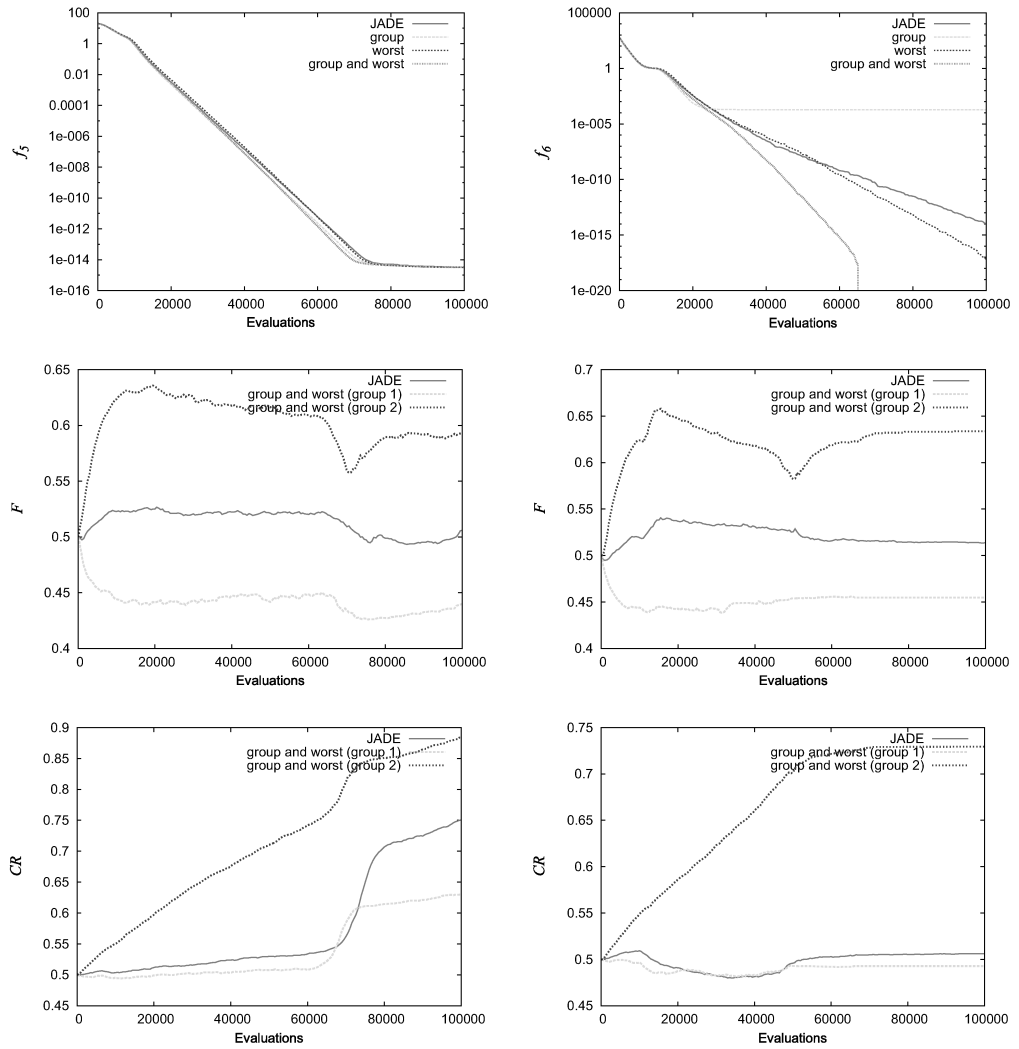 100
1
0.01
0.0001
1e-006
1e-008
1e-010
1e-012
1e-014
1e-016
f5
0 20000 40000 60000 80000 100000
Evaluations
JADE
group
worst
group and worst
100000
1
1e-005
1e-010
1e-015
1e-020
f6
0 20000 40000 60000 80000 100000
Evaluations
JADE
group
worst
group and worst
0.65
0.6
0.55
0.5
0.45
0.4
F
0 20000 40000 60000 80000 100000
Evaluations
JADE
group and worst (group 1)
group and worst (group 2)
0.7
0.65
0.6
0.55
0.5
0.45
0.4
F
0 20000 40000 60000 80000 100000
Evaluations
JADE
group and worst (group 1)
group and worst (group 2)
0.9
0.85
0.8
0.75
0.7
0.65
0.6
0.55
0.5
0.45
CR
0 20000 40000 60000 80000 100000
Evaluations
JADE
group and worst (group 1)
group and worst (group 2)
0.75
0.7
0.65
0.6
0.55
0.5
0.45
CR
0 20000 40000 60000 80000 100000
Evaluations
JADE
group and worst (group 1)
group and worst (group 2)